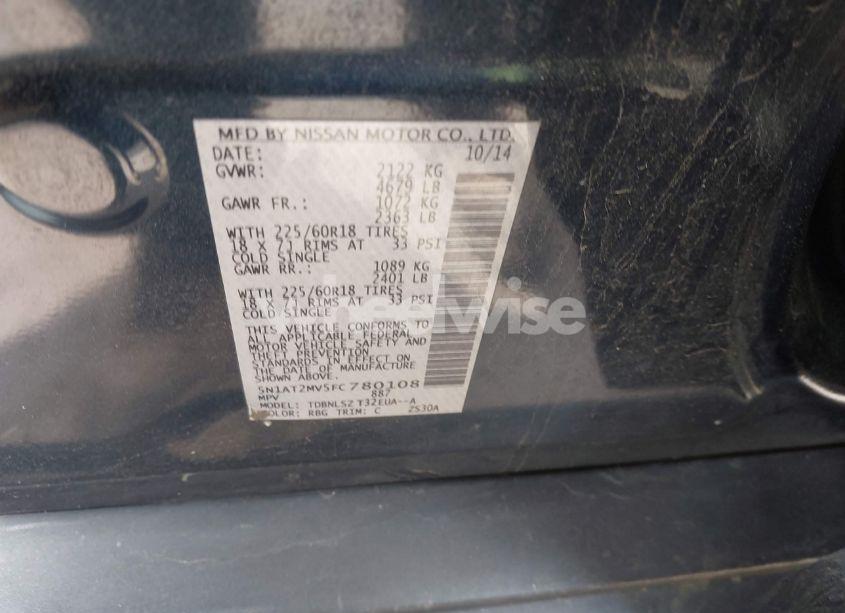 MFD BY NISSAN MOTOR CO., LTD.
DATE: 10/14
GVWR: 2122 KG
4679 LB
GAWR FR.: 1072 KG
2363 LB
WITH 225/60R18 TIRES
18 X 7J RIMS AT 33 PSI
COLD SINGLE
GAWR RR.: 1089 KG
2401 LB
WITH 225/60R18 TIRES
18 X 7J RIMS AT 33 PSI
COLD SINGLE
THIS VEHICLE CONFORMS TO
ALL APPLICABLE FEDERAL
MOTOR VEHICLE SAFETY AND
THEFT PREVENTION
STANDARDS IN EFFECT ON
THE DATE OF MANUFACTURE
SHOWN ABOVE.
5N1AT2MV5FC780108
MPV 887
MODEL: TDBNLSZ T32EUA--A
COLOR: RBG TRIM: C 2S30A
wheelwise